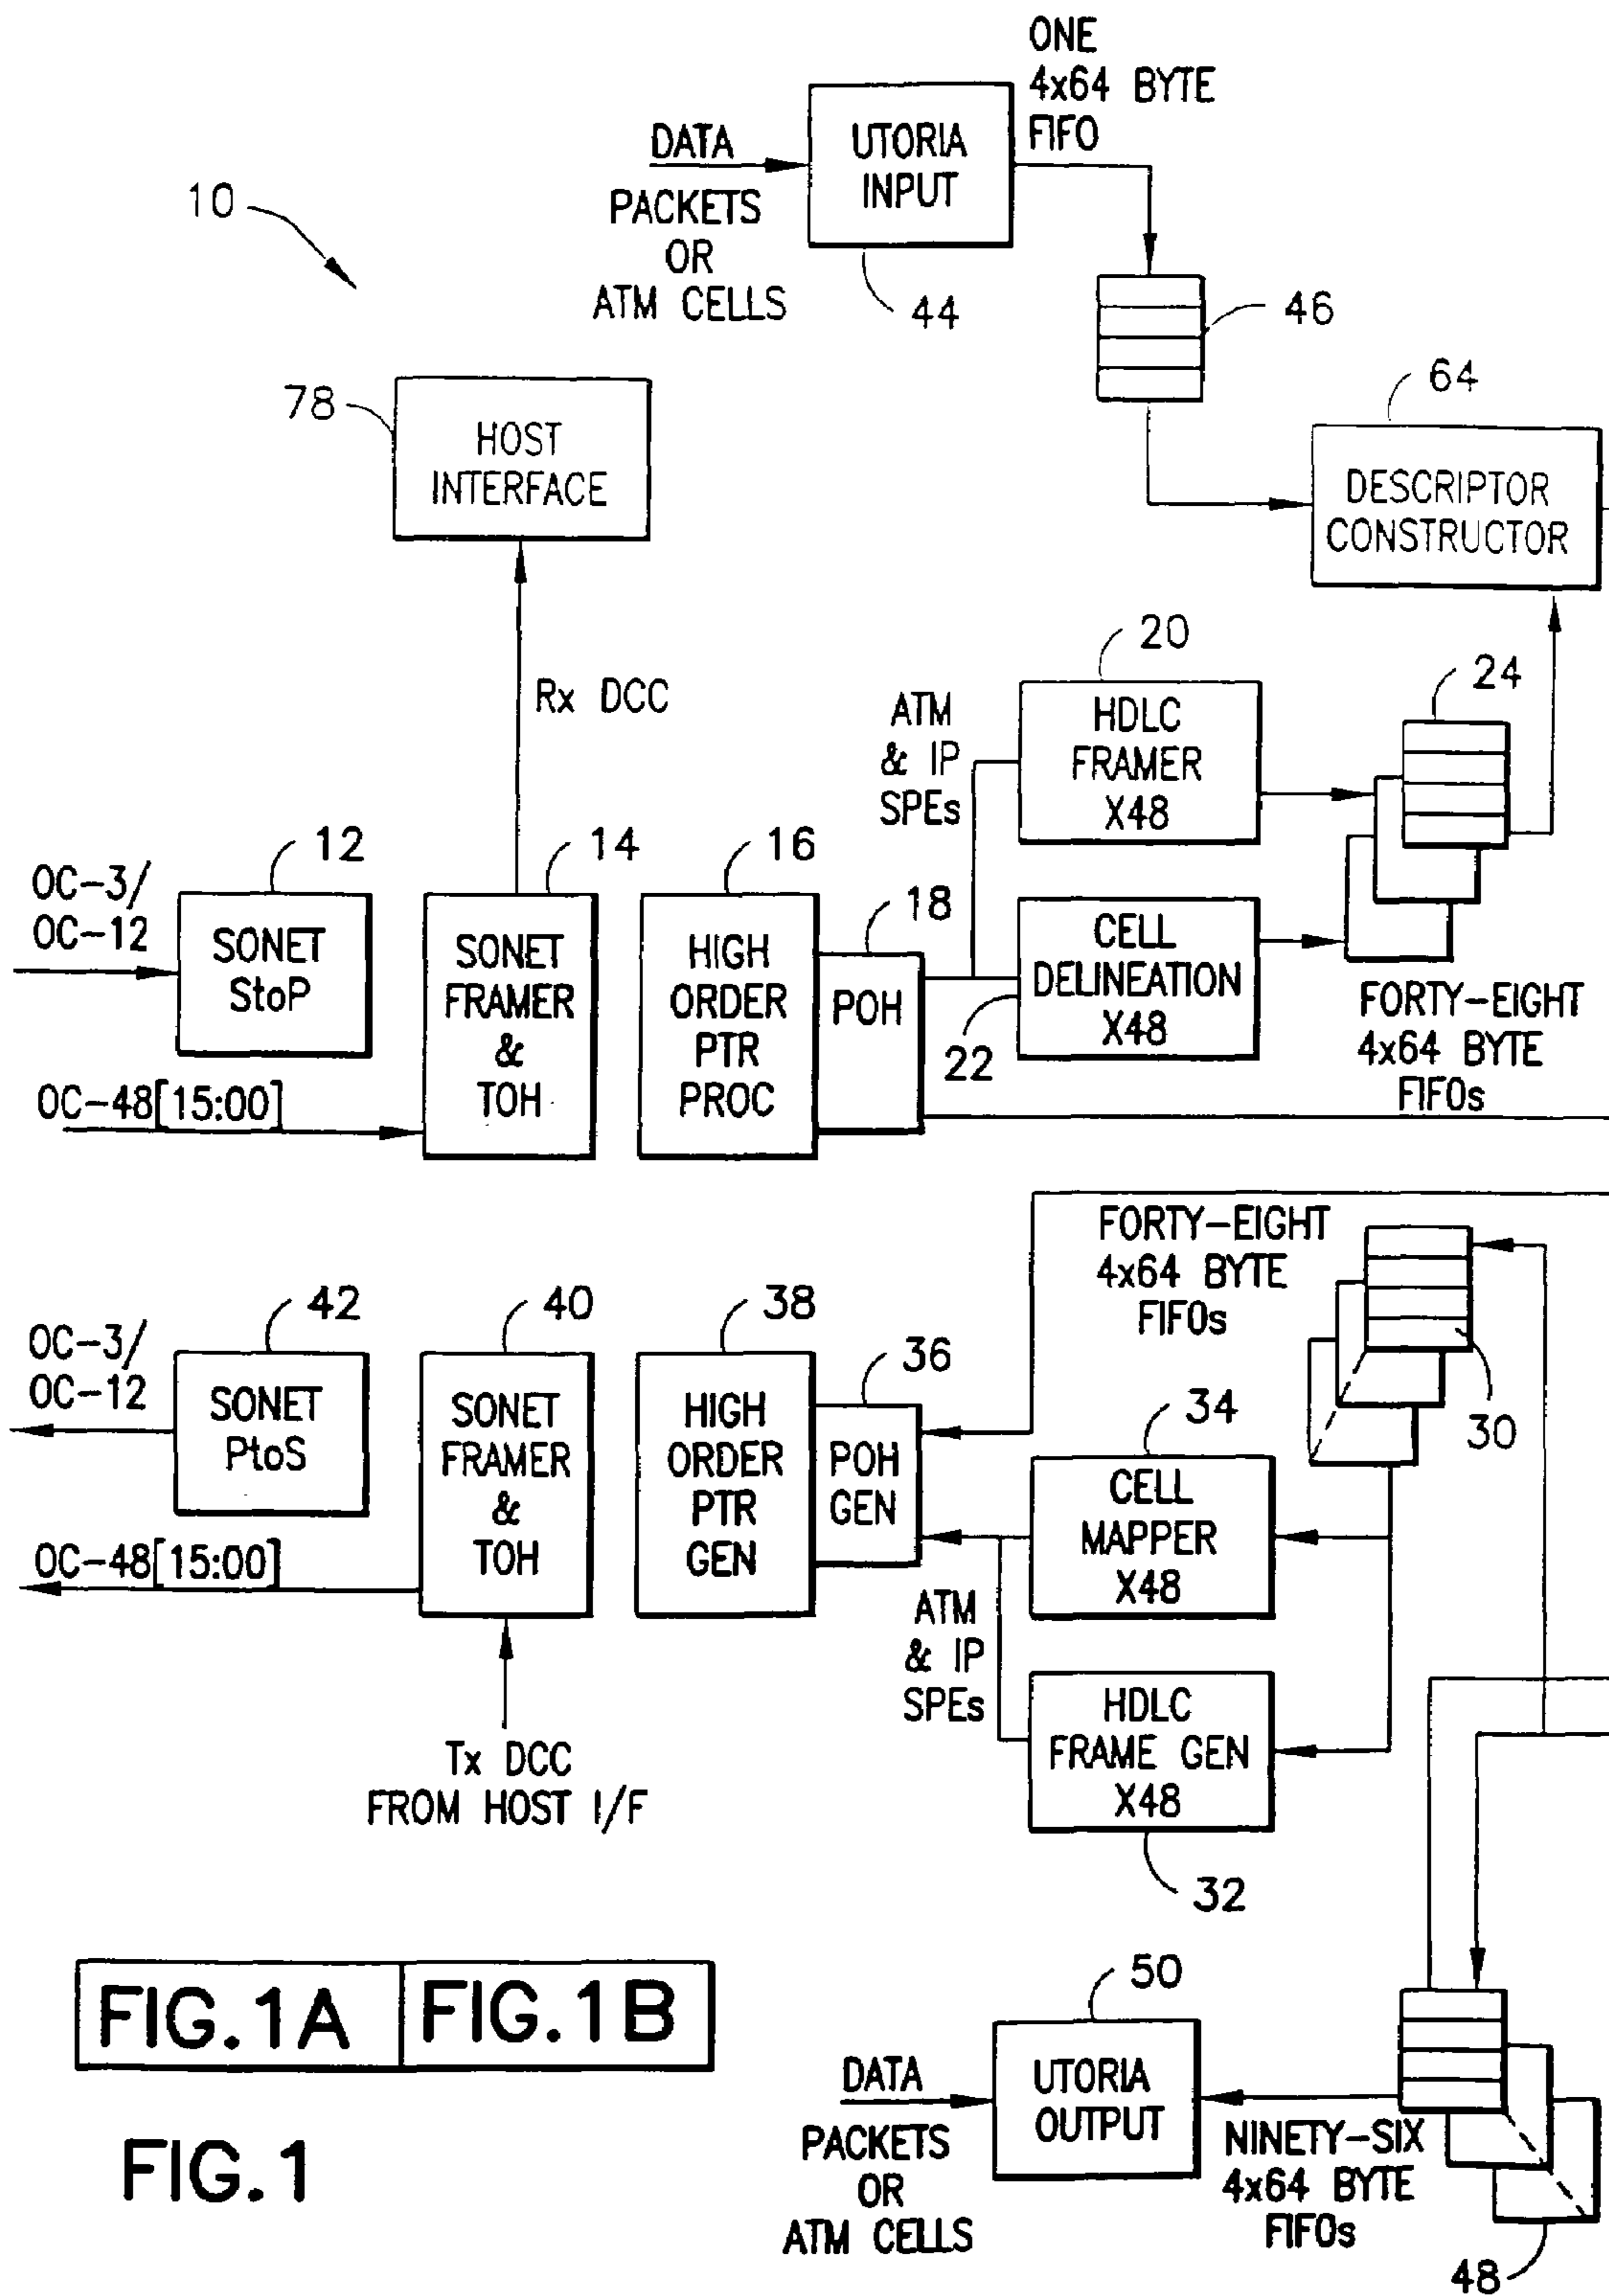 ONE
4x64 BYTE
FIFO
DATA
PACKETS
OR
ATM CELLS
UTORIA
INPUT
44
10
46
78
HOST
INTERFACE
64
DESCRIPTOR
CONSTRUCTOR
Rx DCC
ATM
& IP
SPEs
20
HDLC
FRAMER
X48
24
OC-3/
OC-12
12
SONET
StoP
14
SONET
FRAMER
&
TOH
16
HIGH
ORDER
PTR
PROC
18
POH
22
CELL
DELINEATION
X48
FORTY-EIGHT
4x64 BYTE
FIFOs
OC-48[15:00]
FORTY-EIGHT
4x64 BYTE
FIFOs
30
OC-3/
OC-12
42
SONET
PtoS
40
SONET
FRAMER
&
TOH
38
HIGH
ORDER
PTR
GEN
36
POH
GEN
34
CELL
MAPPER
X48
OC-48[15:00]
ATM
& IP
SPEs
HDLC
FRAME GEN
X48
32
Tx DCC
FROM HOST I/F
FIG.1A FIG.1B
FIG.1
50
DATA
PACKETS
OR
ATM CELLS
UTORIA
OUTPUT
NINETY-SIX
4x64 BYTE
FIFOs
48